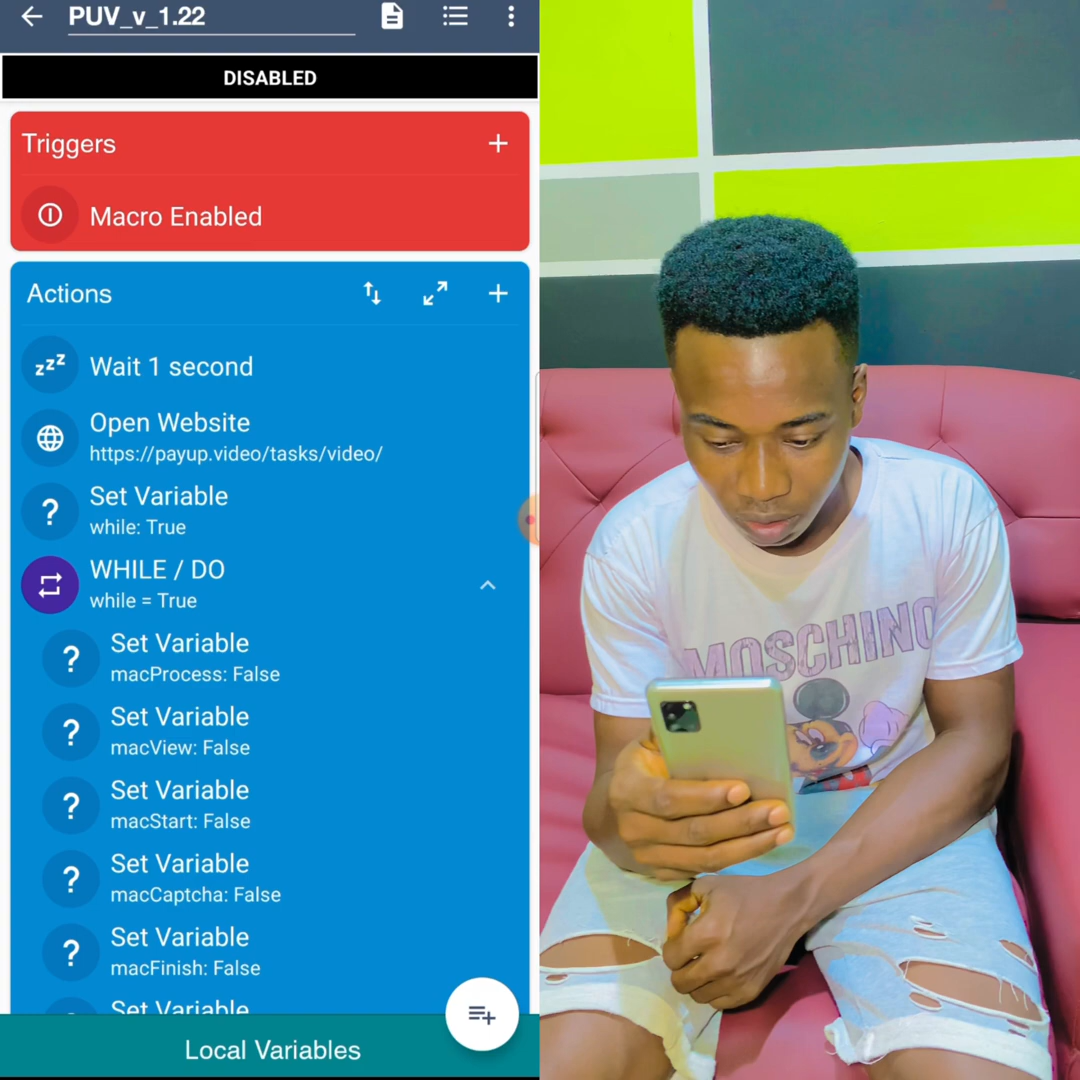 PUV_v_1.22
DISABLED
Triggers
Macro Enabled
Actions
zzz
Wait 1 second
Open Website
https://payup.video/tasks/video/
Set Variable
while: True
WHILE / DO
while = True
Set Variable
macProcess: False
Set Variable
macView: False
Set Variable
macStart: False
Set Variable
macCaptcha: False
Set Variable
macFinish: False
Set Variable
Local Variables
MOSCHINO